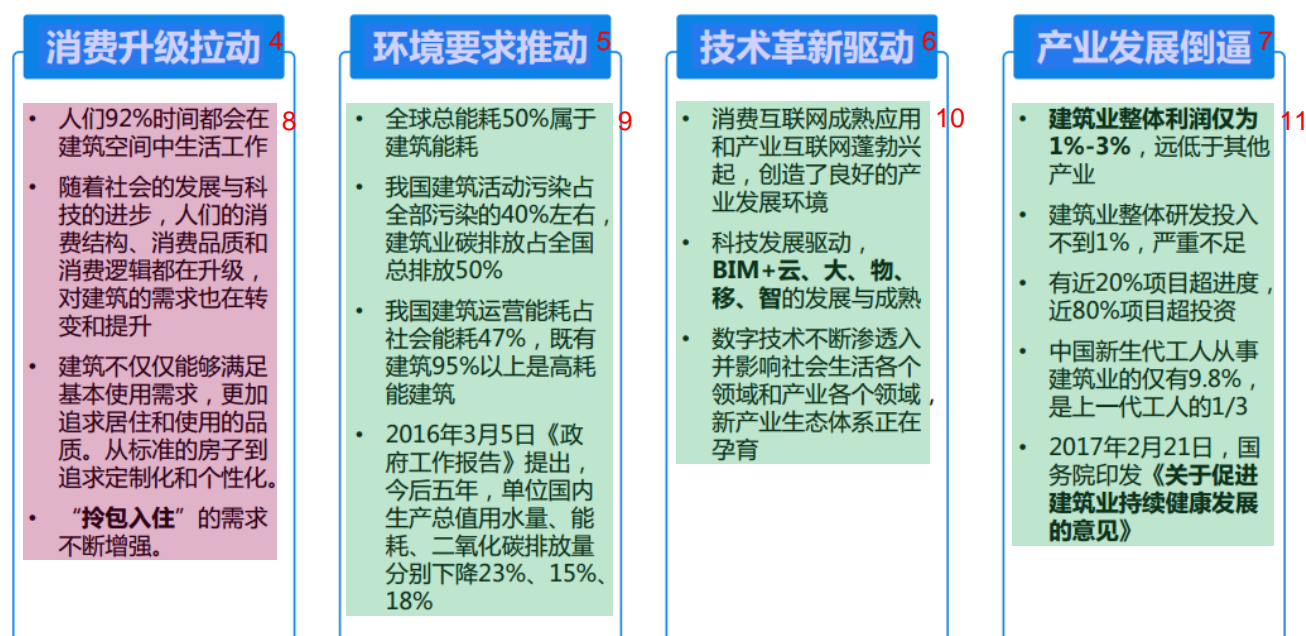 消费升级拉动 4
• 人们92%时间都会在 8
建筑空间中生活工作
• 随着社会的发展与科
技的进步，人们的消
费结构、消费品质和
消费逻辑都在升级，
对建筑的需求也在转
变和提升
• 建筑不仅仅能够满足
基本使用需求，更加
追求居住和使用的品
质。从标准的房子到
追求定制化和个性化。
• “拎包入住”的需求
不断增强。
环境要求推动 5
• 全球总能耗50%属于 9
建筑能耗
• 我国建筑活动污染占
全部污染的40%左右，
建筑业碳排放占全国
总排放50%
• 我国建筑运营能耗占
社会能耗47%，既有
建筑95%以上是高耗
能建筑
• 2016年3月5日《政
府工作报告》提出，
今后五年，单位国内
生产总值用水量、能
耗、二氧化碳排放量
分别下降23%、15%、
18%
技术革新驱动 6
• 消费互联网成熟应用 10
和产业互联网蓬勃兴
起，创造了良好的产
业发展环境
• 科技发展驱动，
BIM+云、大、物、
移、智的发展与成熟
• 数字技术不断渗透入
并影响社会生活各个
领域和产业各个领域，
新产业生态体系正在
孕育
产业发展倒逼 7
• 建筑业整体利润仅为 11
1%-3%，远低于其他
产业
• 建筑业整体研发投入
不到1%，严重不足
• 有近20%项目超进度，
近80%项目超投资
• 中国新生代工人从事
建筑业的仅有9.8%，
是上一代工人的1/3
• 2017年2月21日，国
务院印发《关于促进
建筑业持续健康发展
的意见》